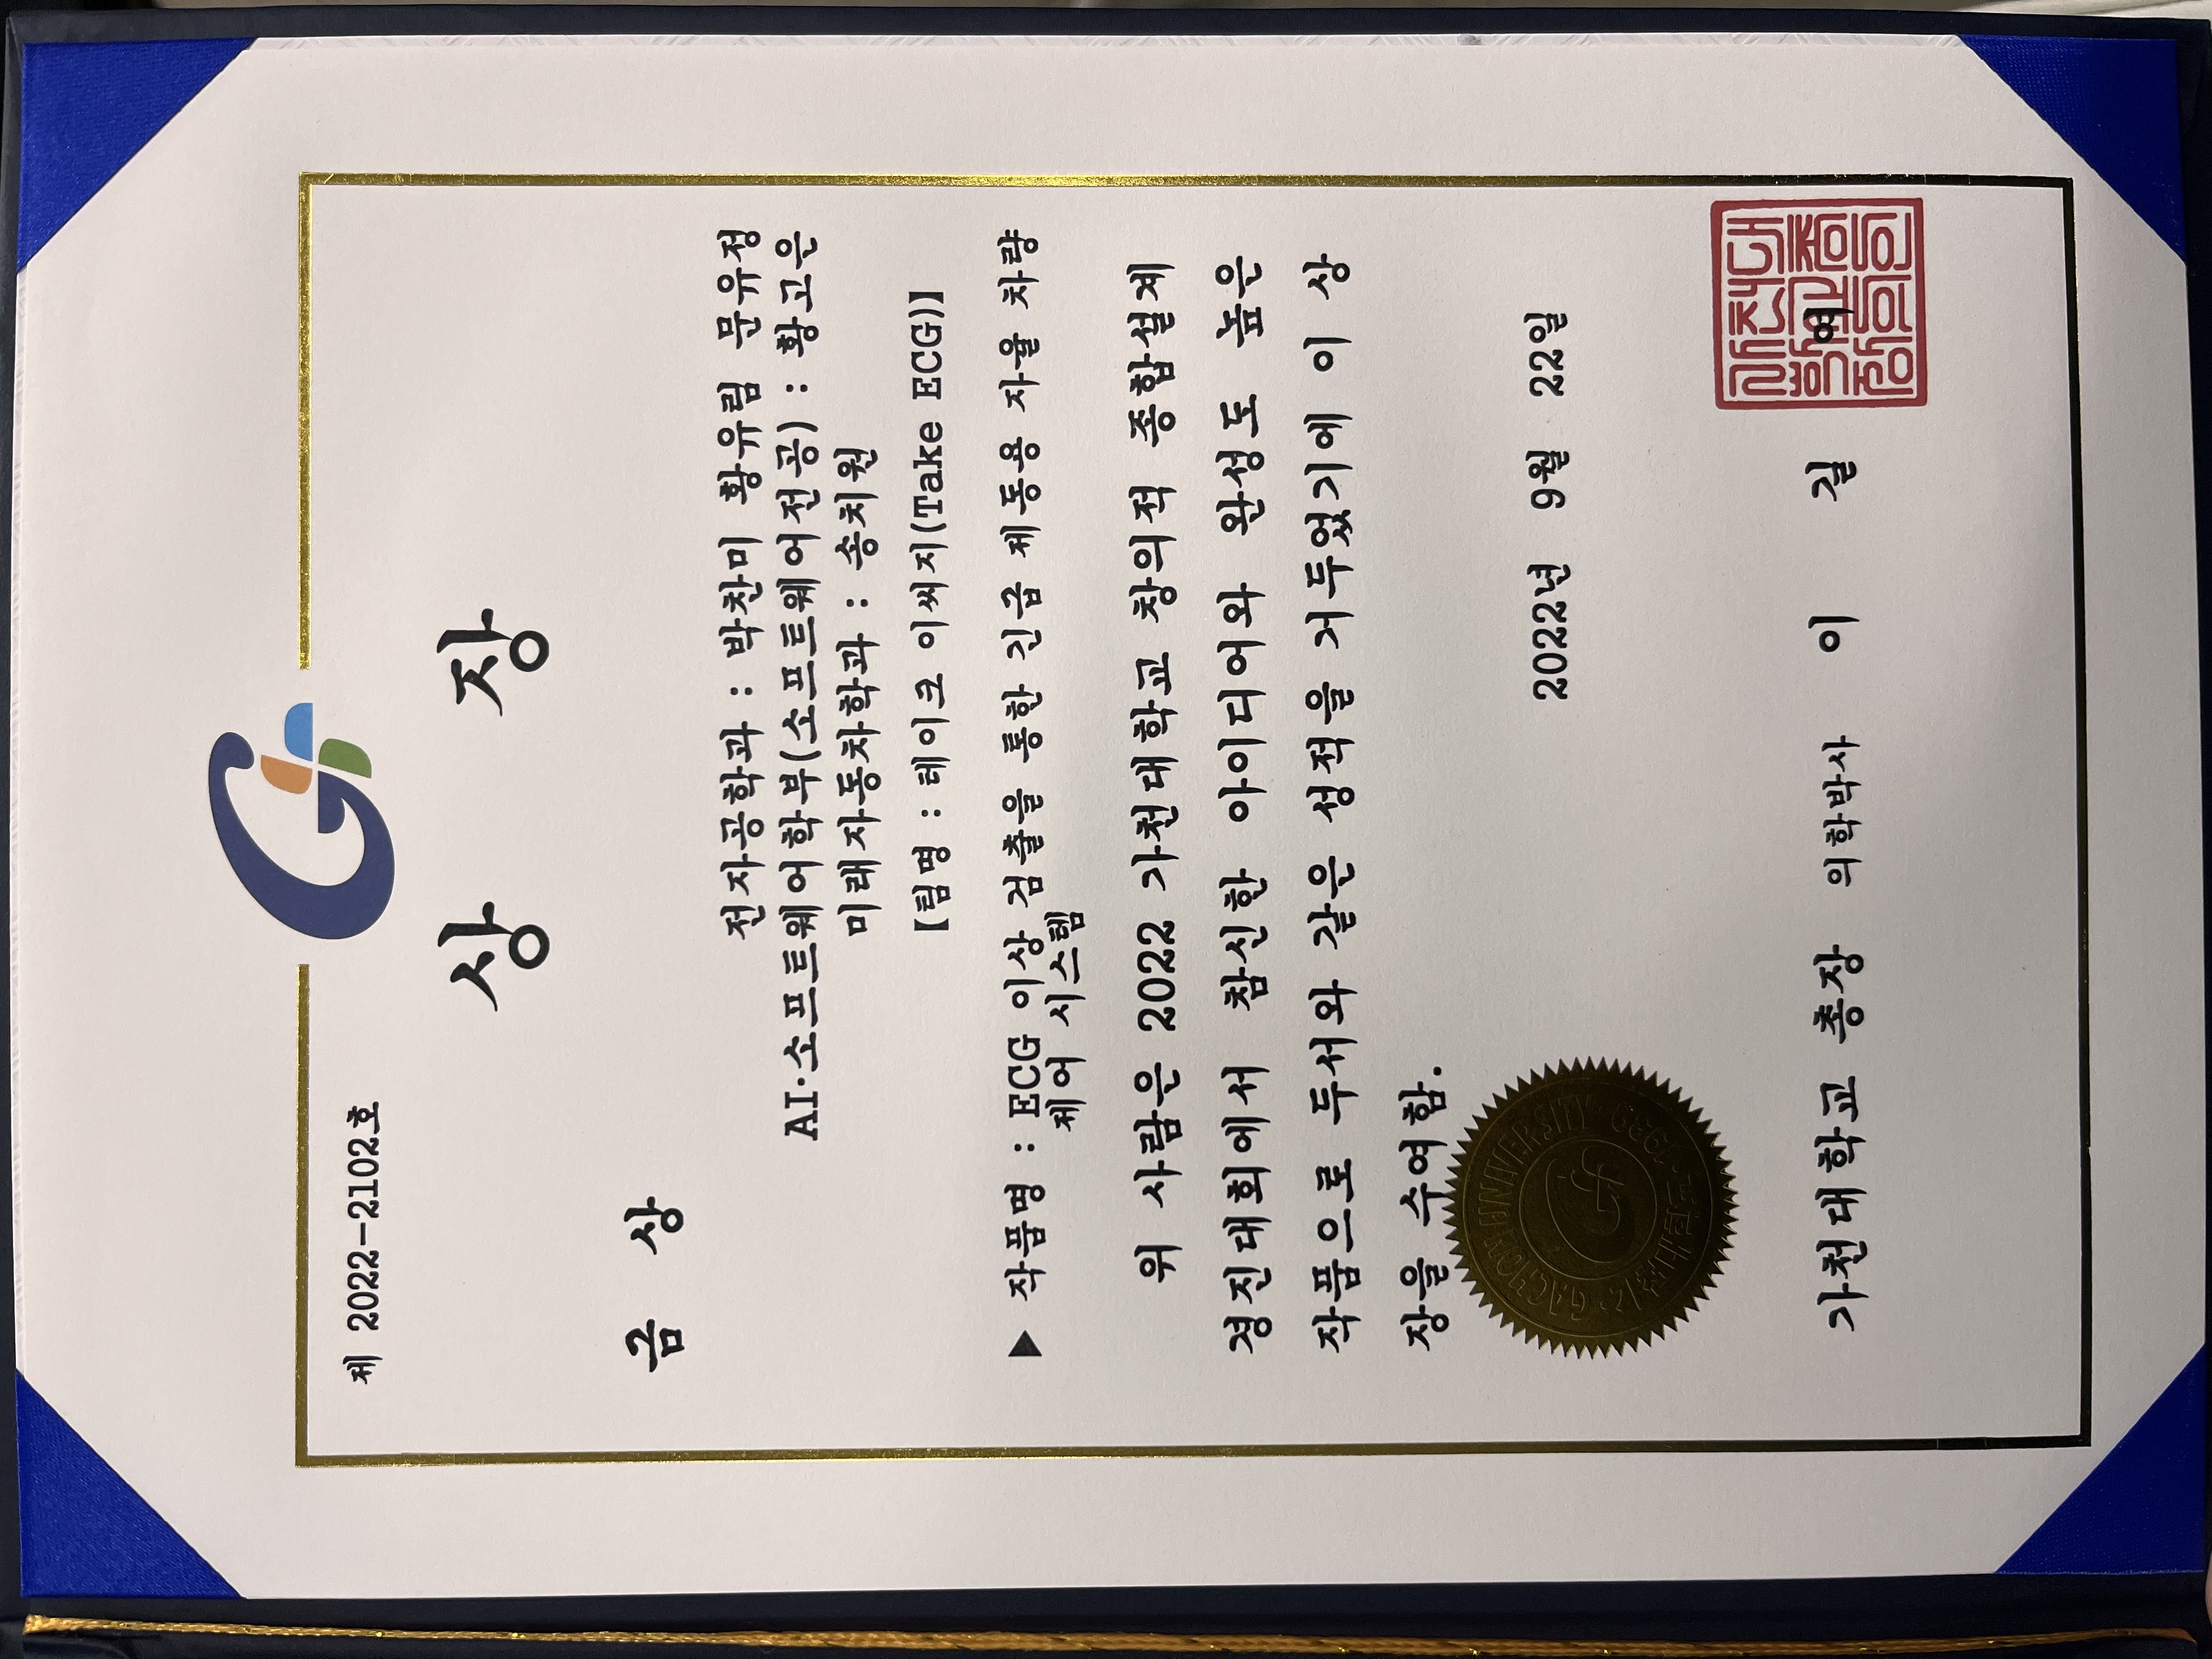 제 2022-2102호
상 장
금 상
전자공학과 : 박찬미 황유림 문유정
AI·소프트웨어학부(소프트웨어전공) : 황고은
미래자동차학과 : 송치원
【팀명 : 테이크 이씨지(Take ECG)】
▶ 작품명 : ECG 이상 검출을 통한 긴급 제동용 자율 차량
제어 시스템
위 사람은 2022 가천대학교 창의적 종합설계
경진대회에서 참신한 아이디어와 완성도 높은
작품으로 두서와 같은 성적을 거두었기에 이 상
장을 수여함.
GACHON UNIVERSITY 1939
가천대학교
2022년 9월 22일
가천대학교 총장 의학박사 이 길 여
가천대
학교총
장의인